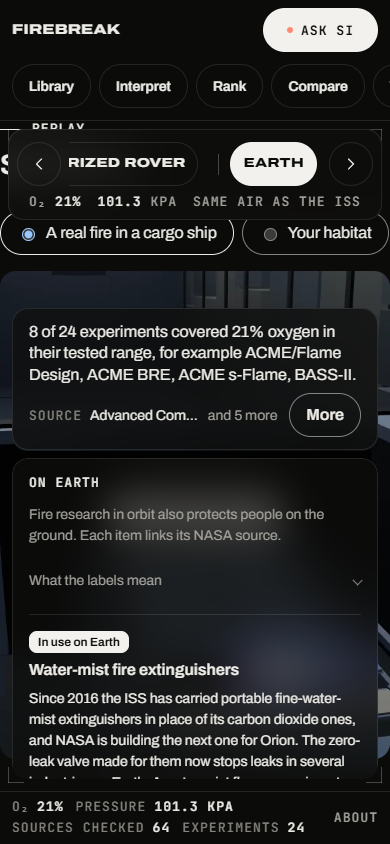 FIREBREAK
ASK SI
Library
Interpret
Rank
Compare
REPLAY
RIZED ROVER
EARTH
O₂ 21% 101.3 KPA SAME AIR AS THE ISS
A real fire in a cargo ship
Your habitat
8 of 24 experiments covered 21% oxygen in
their tested range, for example ACME/Flame
Design, ACME BRE, ACME s-Flame, BASS-II.
SOURCE Advanced Com... and 5 more
More
ON EARTH
Fire research in orbit also protects people on the
ground. Each item links its NASA source.
What the labels mean
In use on Earth
Water-mist fire extinguishers
Since 2016 the ISS has carried portable fine-water-
mist extinguishers in place of its carbon dioxide ones,
and NASA is building the next one for Orion. The zero-
leak valve made for them now stops leaks in several
O₂ 21% PRESSURE 101.3 KPA
SOURCES CHECKED 64 EXPERIMENTS 24
ABOUT